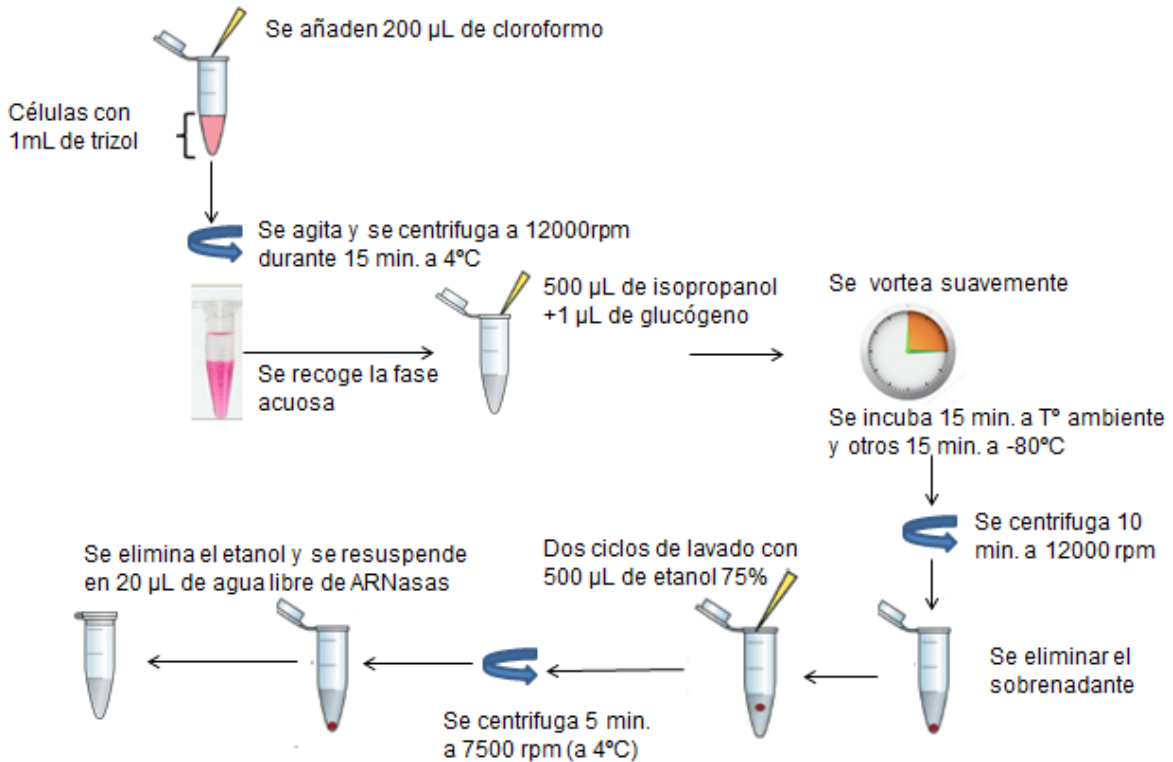 Se añaden 200 µL de cloroformo
Células con
1mL de trizol
Se agita y se centrifuga a 12000rpm
durante 15 min. a 4ºC
Se recoge la fase
acuosa
500 µL de isopropanol
+1 µL de glucógeno
Se vortea suavemente
Se incuba 15 min. a Tº ambiente
y otros 15 min. a -80ºC
Se centrifuga 10
min. a 12000 rpm
Se eliminar el
sobrenadante
Dos ciclos de lavado con
500 µL de etanol 75%
Se centrifuga 5 min.
a 7500 rpm (a 4ºC)
Se elimina el etanol y se resuspende
en 20 µL de agua libre de ARNasas